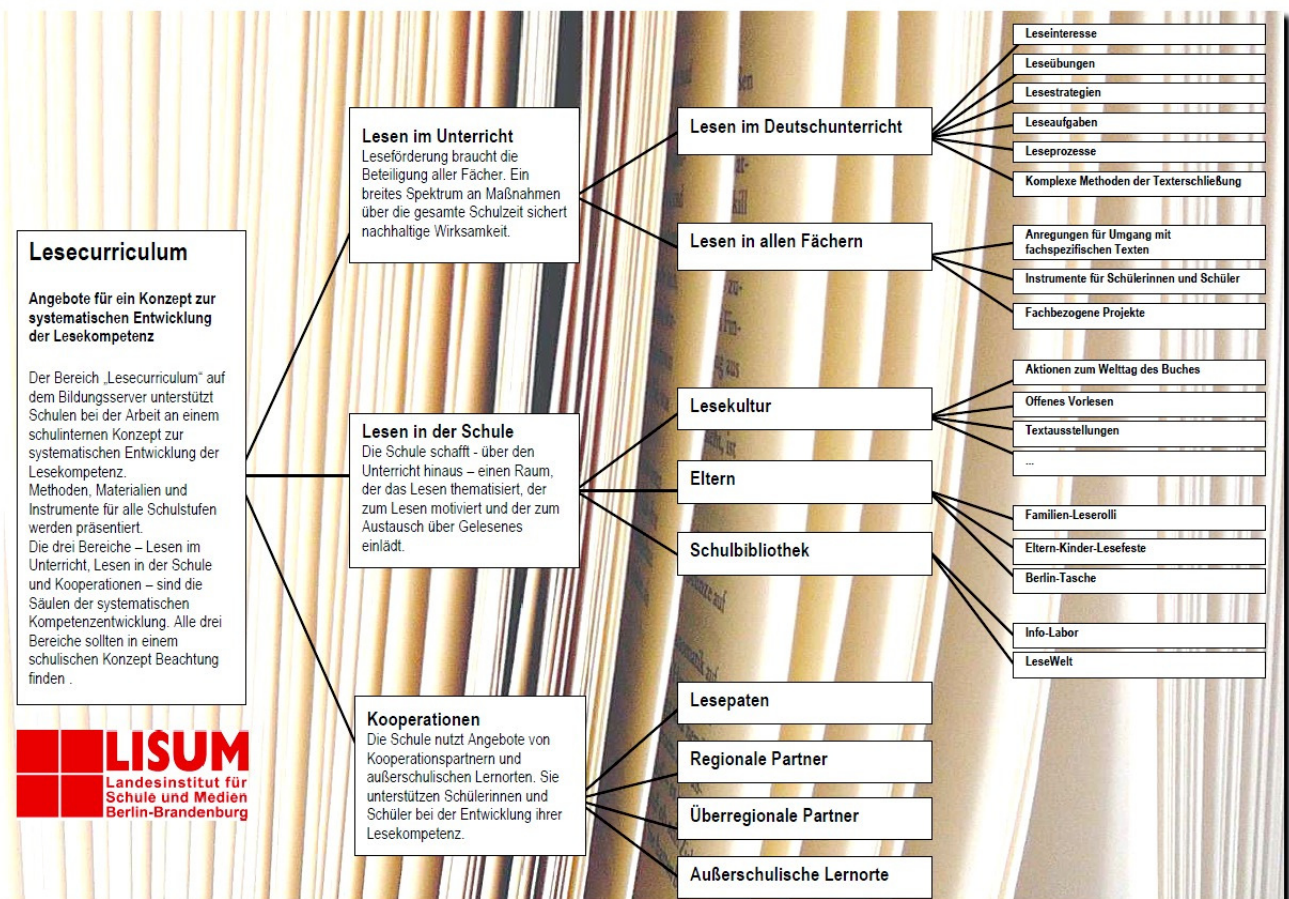 Lesecurriculum
Angebote für ein Konzept zur
systematischen Entwicklung
der Lesekompetenz
Der Bereich „Lesecurriculum“ auf
dem Bildungsserver unterstützt
Schulen bei der Arbeit an einem
schulinternen Konzept zur
systematischen Entwicklung der
Lesekompetenz.
Methoden, Materialien und
Instrumente für alle Schulstufen
werden präsentiert.
Die drei Bereiche – Lesen im
Unterricht, Lesen in der Schule
und Kooperationen – sind die
Säulen der systematischen
Kompetenzentwicklung. Alle drei
Bereiche sollten in einem
schulischen Konzept Beachtung
finden .
LISUM
Landesinstitut für
Schule und Medien
Berlin-Brandenburg
Lesen im Unterricht
Leseförderung braucht die
Beteiligung aller Fächer. Ein
breites Spektrum an Maßnahmen
über die gesamte Schulzeit sichert
nachhaltige Wirksamkeit.
Lesen in der Schule
Die Schule schafft - über den
Unterricht hinaus – einen Raum,
der das Lesen thematisiert, der
zum Lesen motiviert und der zum
Austausch über Gelesenes
einlädt.
Kooperationen
Die Schule nutzt Angebote von
Kooperationspartnern und
außerschulischen Lernorten. Sie
unterstützen Schülerinnen und
Schüler bei der Entwicklung ihrer
Lesekompetenz.
Lesen im Deutschunterricht
Lesen in allen Fächern
Lesekultur
Eltern
Schulbibliothek
Lesepaten
Regionale Partner
Überregionale Partner
Außerschulische Lernorte
Leseinteresse
Leseübungen
Lesestrategien
Leseaufgaben
Leseprozesse
Komplexe Methoden der Texterschließung
Anregungen für Umgang mit
fachspezifischen Texten
Instrumente für Schülerinnen und Schüler
Fachbezogene Projekte
Aktionen zum Welttag des Buches
Offenes Vorlesen
Textausstellungen
...
Familien-Leserolli
Eltern-Kinder-Lesefeste
Berlin-Tasche
Info-Labor
LeseWelt